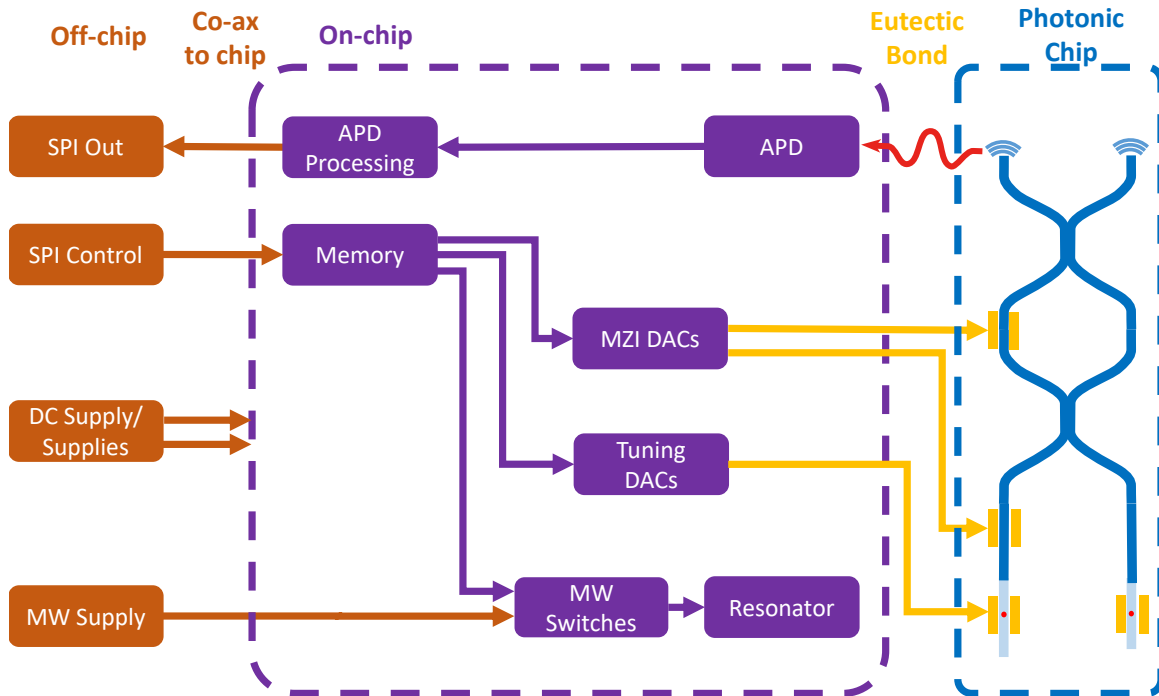 Off-chip
Co-ax
to chip
On-chip
Eutectic
Bond
Photonic
Chip
SPI Out
APD
Processing
APD
SPI Control
Memory
MZI DACs
DC Supply/
Supplies
Tuning
DACs
MW Supply
MW
Switches
Resonator